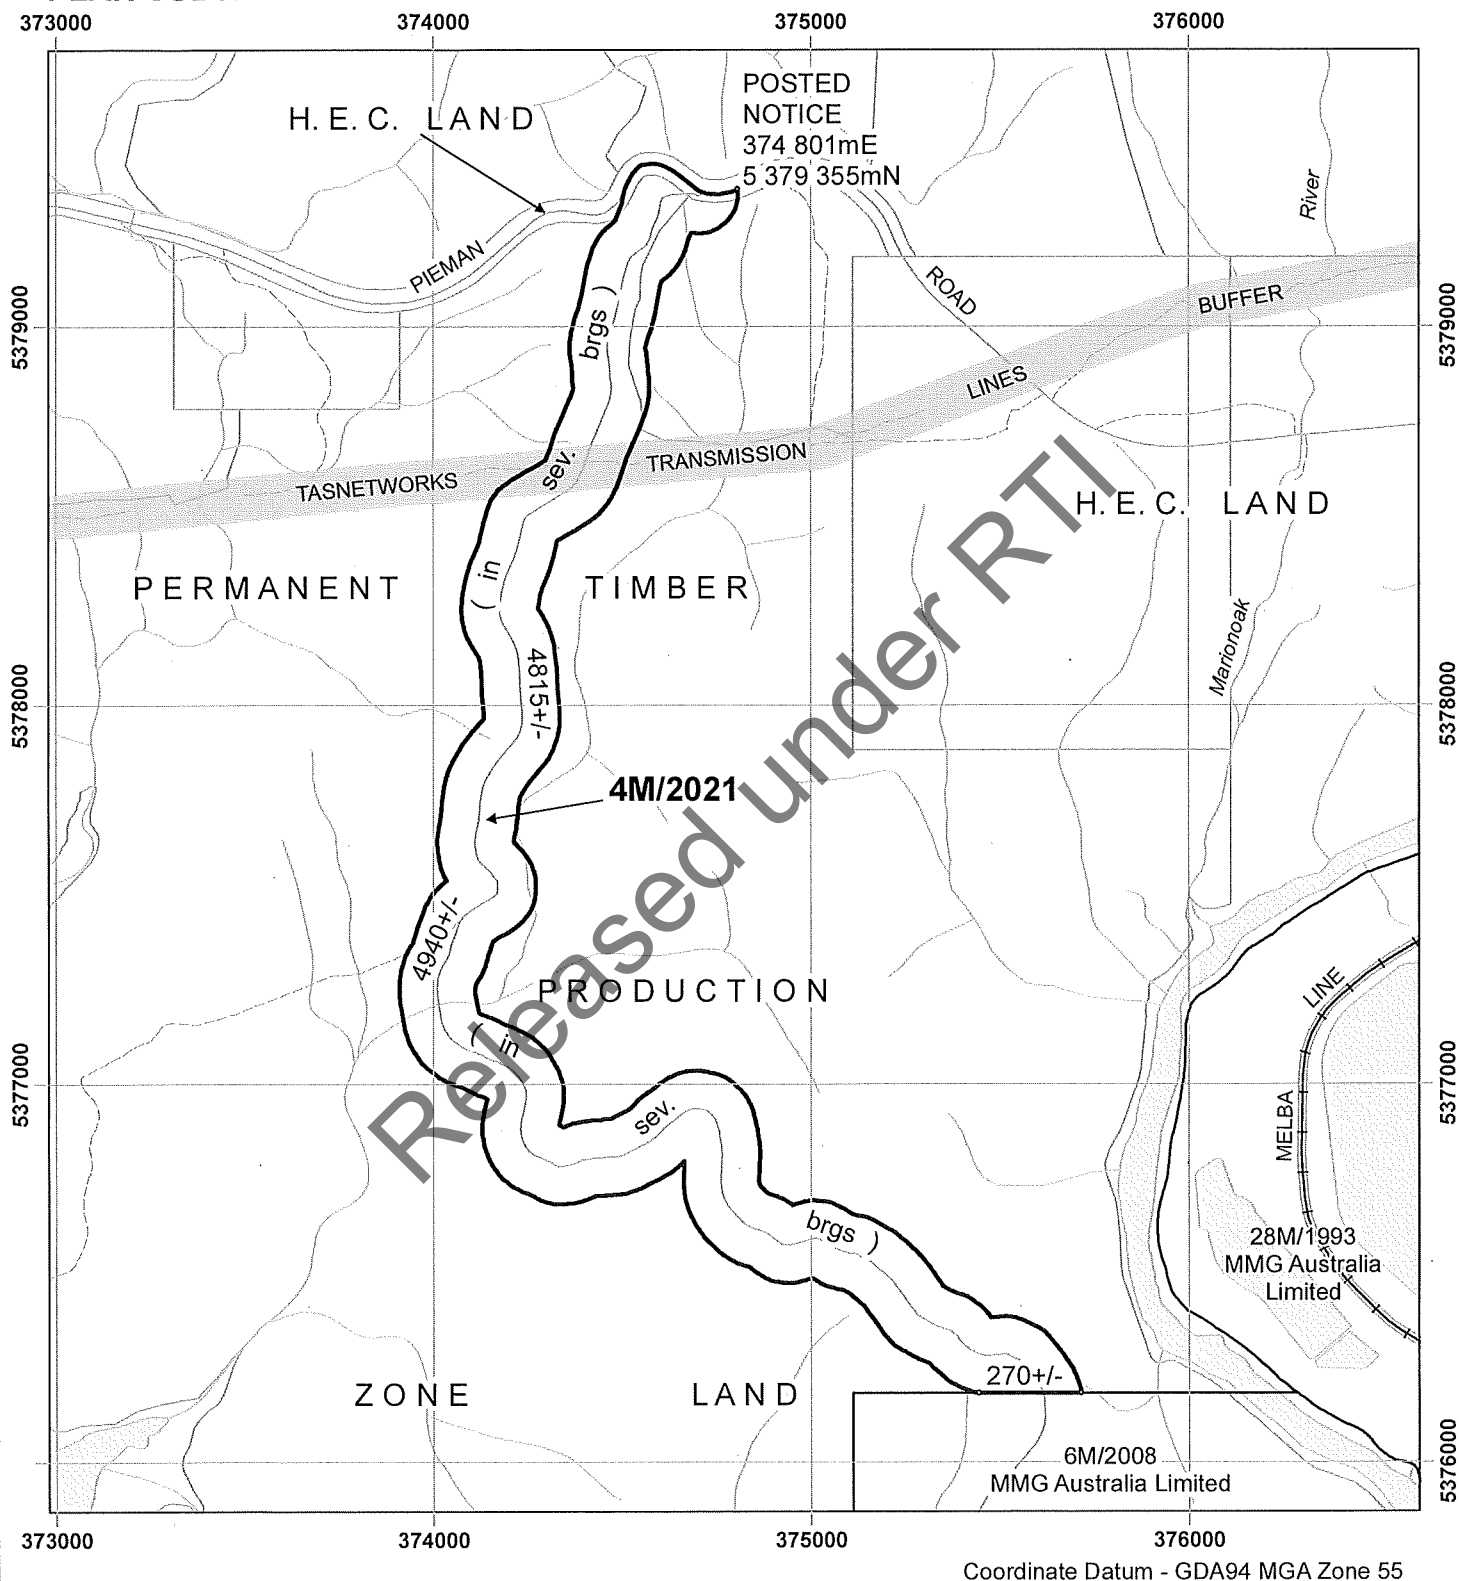 373000 374000 375000 376000
POSTED
NOTICE
374 801mE
5 379 355mN
H. E. C. LAND
River
PIEMAN
ROAD
BUFFER
5379000
5379000
brgs )
LINES
TRANSMISSION
TASNETWORKS
sev.
H. E. C. LAND
( in
PERMANENT TIMBER
Marionoak
4815+/-
5378000
5378000
4M/2021
Released under RTI
4940+/-
PRODUCTION
LINE
( in
5377000
5377000
sev.
MELBA
brgs )
28M/1993
MMG Australia
Limited
270+/-
ZONE LAND
6M/2008
MMG Australia Limited
5376000
373000 374000 375000 376000
Coordinate Datum - GDA94 MGA Zone 55